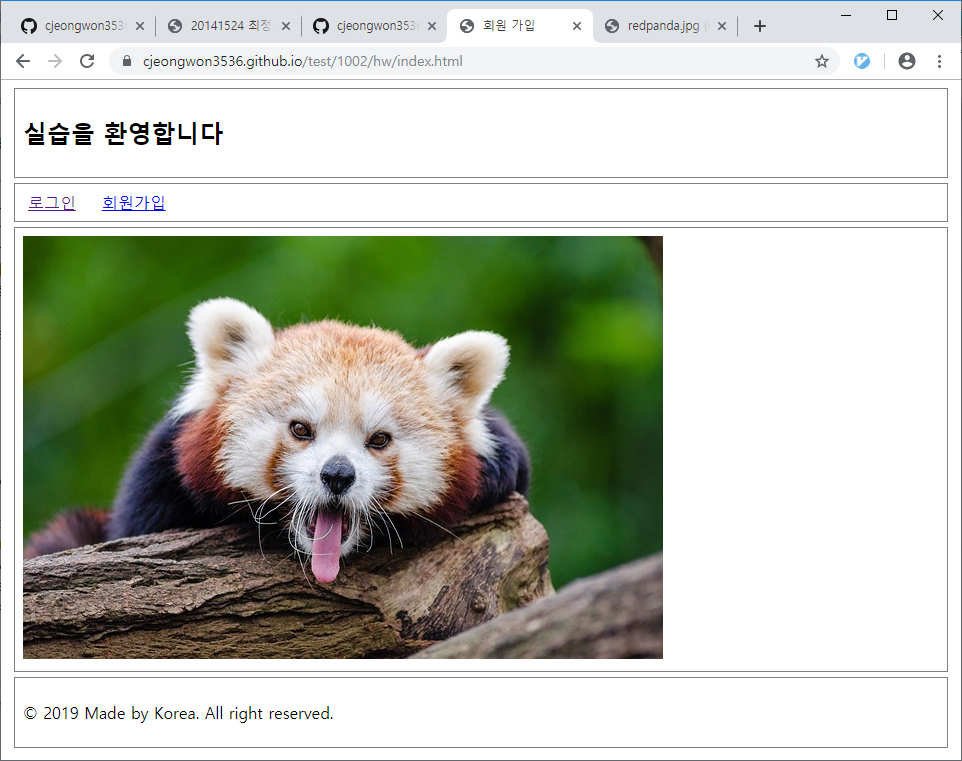 cjeongwon353
20141524 최정
cjeongwon353
회원 가입
redpanda.jpg
cjeongwon3536.github.io/test/1002/hw/index.html
실습을 환영합니다
로그인 회원가입
© 2019 Made by Korea. All right reserved.